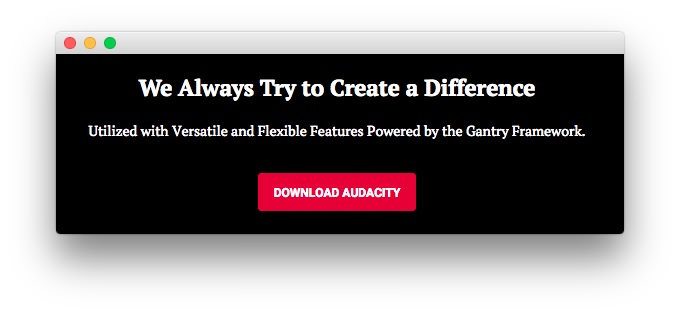 We Always Try to Create a Difference
Utilized with Versatile and Flexible Features Powered by the Gantry Framework.
DOWNLOAD AUDACITY